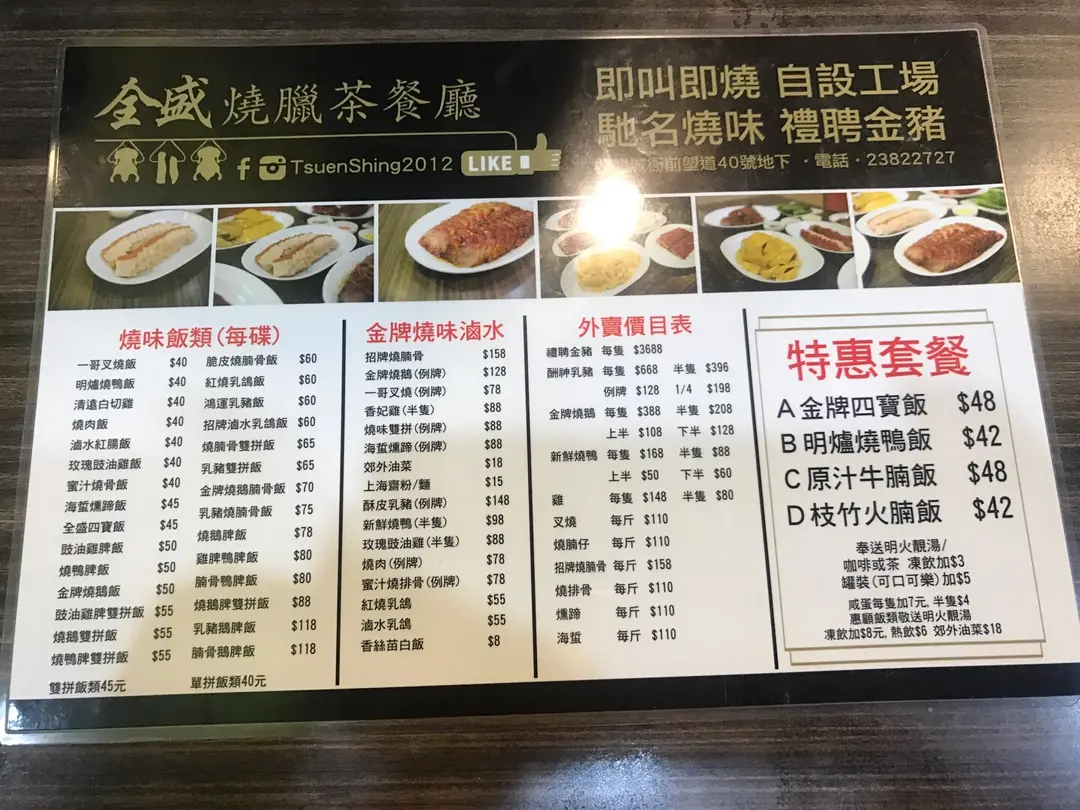 全盛燒臘茶餐廳
TsuenShing2012 LIKE
即叫即燒 自設工場
馳名燒味 禮聘金豬
城衙前塱道40號地下 · 電話 · 23822727
燒味飯類(每碟)
一哥叉燒飯 $40
明爐燒鴨飯 $40
清遠白切雞 $40
燒肉飯 $40
滷水紅腸飯 $40
玫瑰豉油雞飯 $40
蜜汁燒骨飯 $40
海蜇燻蹄飯 $45
全盛四寶飯 $45
豉油雞脾飯 $50
燒鴨脾飯 $50
金牌燒鵝飯 $50
豉油雞脾雙拼飯 $55
燒鵝雙拼飯 $55
燒鴨脾雙拼飯 $55
雙拼飯類45元
脆皮燒腩骨飯 $60
紅燒乳鴿飯 $60
鴻運乳豬飯 $60
招牌滷水乳鴿飯 $60
燒腩骨雙拼飯 $65
乳豬雙拼飯 $65
金牌燒鵝腩骨飯 $70
乳豬燒腩骨飯 $75
燒鵝脾飯 $78
雞脾鴨脾飯 $80
腩骨鴨脾飯 $80
燒鵝脾雙拼飯 $88
乳豬鵝脾飯 $118
腩骨鵝脾飯 $118
單拼飯類40元
金牌燒味滷水
招牌燒腩骨 $158
金牌燒鵝(例牌) $128
一哥叉燒(例牌) $78
香妃雞(半隻) $88
燒味雙拼(例牌) $88
海蜇燻蹄(例牌) $88
郊外油菜 $18
上海齋粉/麵 $15
酥皮乳豬(例牌) $148
新鮮燒鴨(半隻) $98
玫瑰豉油雞(半隻) $88
燒肉(例牌) $78
蜜汁燒排骨(例牌) $78
紅燒乳鴿 $55
滷水乳鴿 $55
香絲苗白飯 $8
外賣價目表
禮聘金豬 每隻 $3688
酬神乳豬 每隻 $668 半隻 $396
例牌 $128 1/4 $198
金牌燒鵝 每隻 $388 半隻 $208
上半 $108 下半 $128
新鮮燒鴨 每隻 $168 半隻 $88
上半 $50 下半 $60
雞 每隻 $148 半隻 $80
叉燒 每斤 $110
燒腩仔 每斤 $110
招牌燒腩骨 每斤 $158
燒排骨 每斤 $110
燻蹄 每斤 $110
海蜇 每斤 $110
特惠套餐
A金牌四寶飯 $48
B明爐燒鴨飯 $42
C原汁牛腩飯 $48
D枝竹火腩飯 $42
奉送明火靚湯/
咖啡或茶 凍飲加$3
罐裝(可口可樂)加$5
咸蛋每隻加7元, 半隻$4
惠顧飯類敬送明火靚湯
凍飲加$8元, 熱飲$6 郊外油菜$18